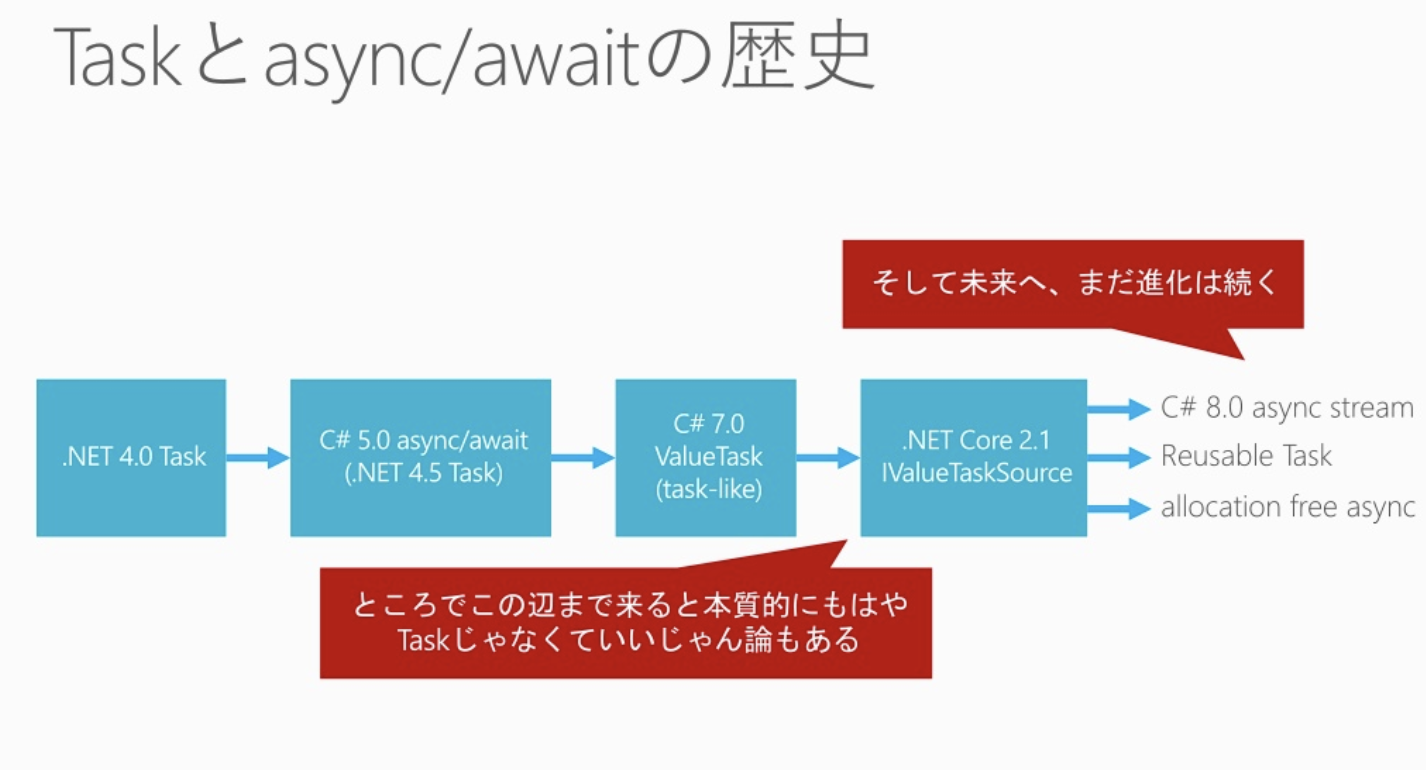 Taskとasync/awaitの歴史
そして未来へ、まだ進化は続く
.NET 4.0 Task
C# 5.0 async/await
(.NET 4.5 Task)
C# 7.0
ValueTask
(task-like)
.NET Core 2.1
IValueTaskSource
C# 8.0 async stream
Reusable Task
allocation free async
ところでこの辺まで来ると本質的にもはや
Taskじゃなくていいじゃん論もある